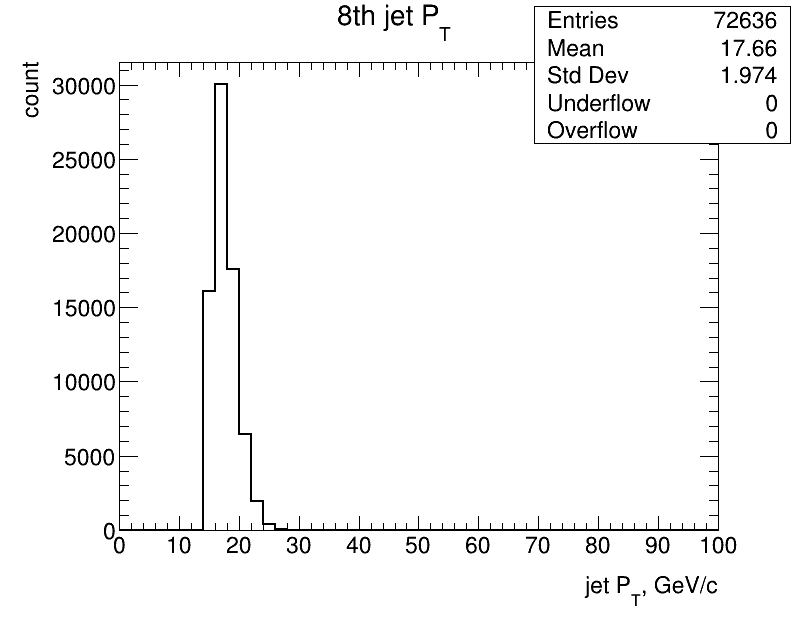 8th jet P_T
Entries 72636
Mean 17.66
Std Dev 1.974
Underflow 0
Overflow 0
count
30000
25000
20000
15000
10000
5000
0
0 10 20 30 40 50 60 70 80 90 100
jet P_T, GeV/c